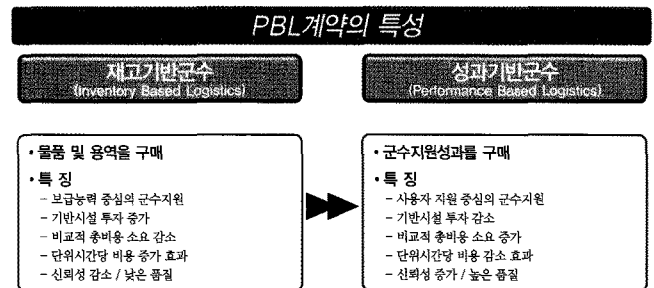 PBL계약의 특성
재고기반군수
(Inventory Based Logistics)
• 물품 및 용역을 구매
• 특 징
– 보급능력 중심의 군수지원
– 기반시설 투자 증가
– 비교적 총비용 소요 감소
– 단위시간당 비용 증가 효과
– 신뢰성 감소 / 낮은 품질
성과기반군수
(Performance Based Logistics)
• 군수지원성과를 구매
• 특 징
– 사용자 지원 중심의 군수지원
– 기반시설 투자 감소
– 비교적 총비용 소요 증가
– 단위시간당 비용 감소 효과
– 신뢰성 증가 / 높은 품질